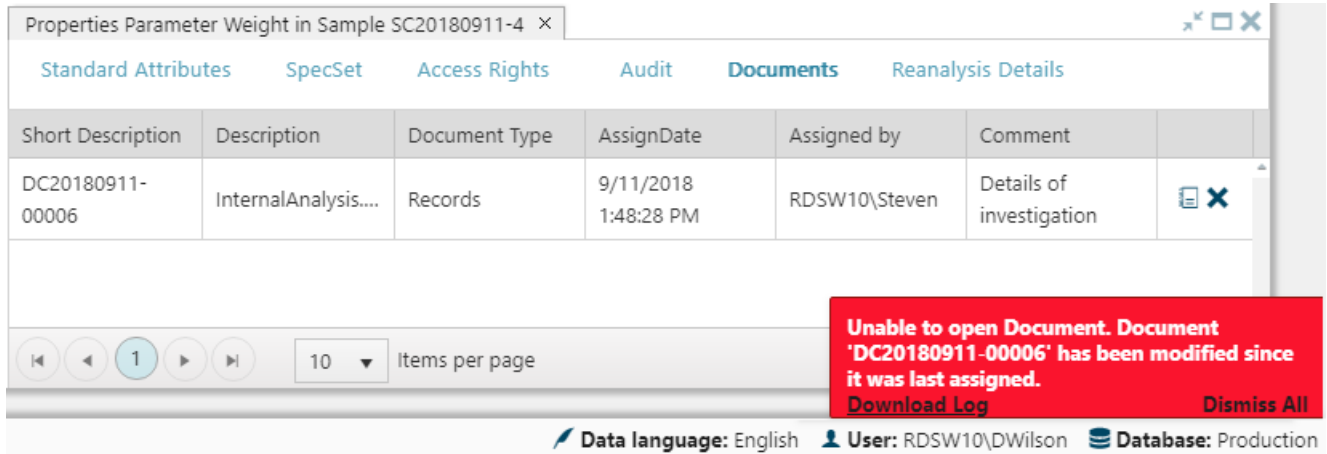 Properties Parameter Weight in Sample SC20180911-4 ×
Standard Attributes SpecSet Access Rights Audit Documents Reanalysis Details
Short Description Description Document Type AssignDate Assigned by Comment
DC20180911-
00006
InternalAnalysis....
Records
9/11/2018
1:48:28 PM
RDSW10\Steven
Details of
investigation
1 10 Items per page
Unable to open Document. Document
'DC20180911-00006' has been modified since
it was last assigned.
Download Log Dismiss All
Data language: English User: RDSW10\DWilson Database: Production